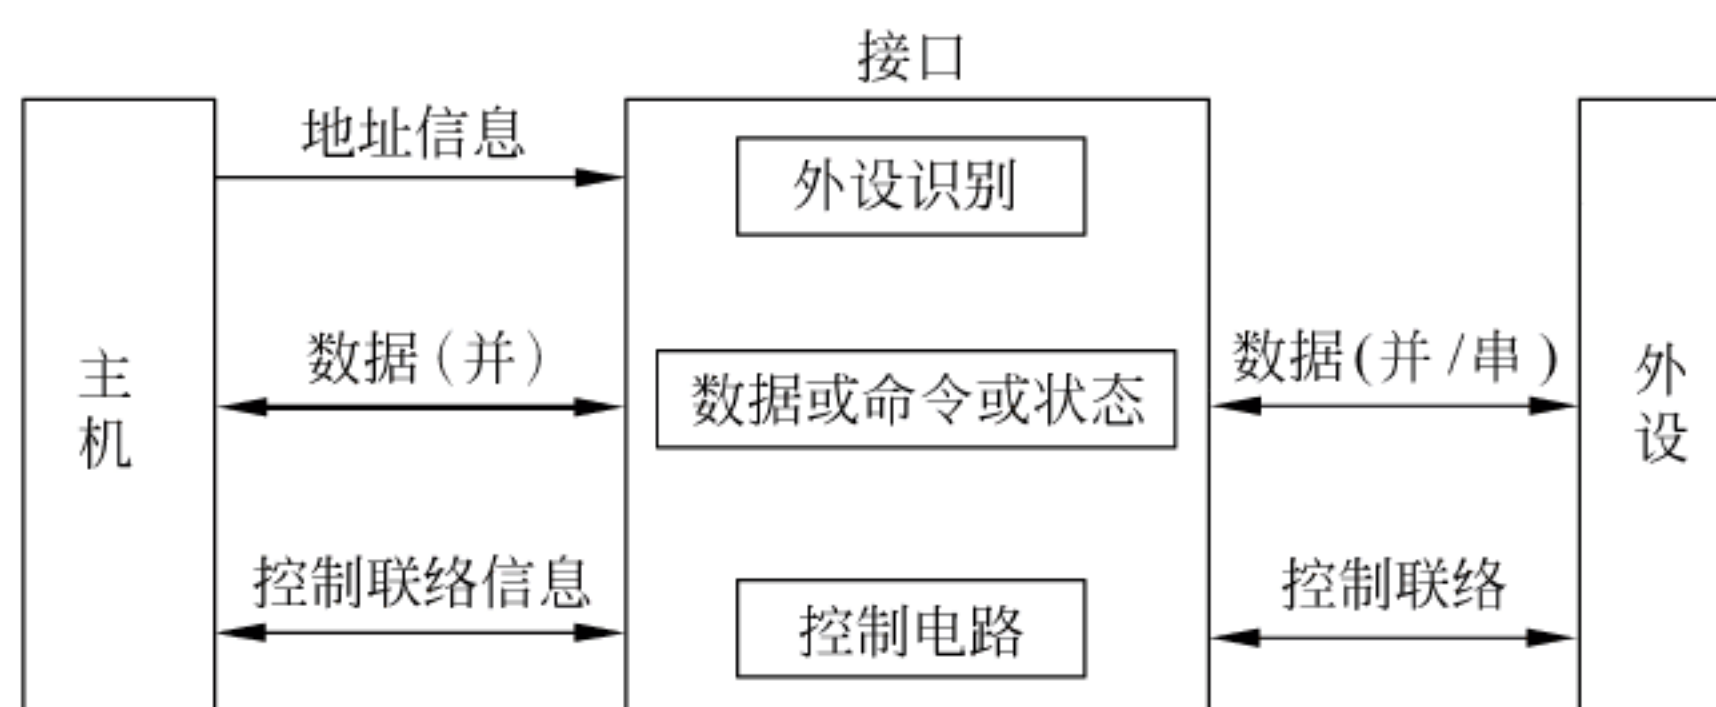 接口
地址信息
外设识别
主机
数据(并)
数据或命令或状态
数据(并/串)
外设
控制联络信息
控制电路
控制联络